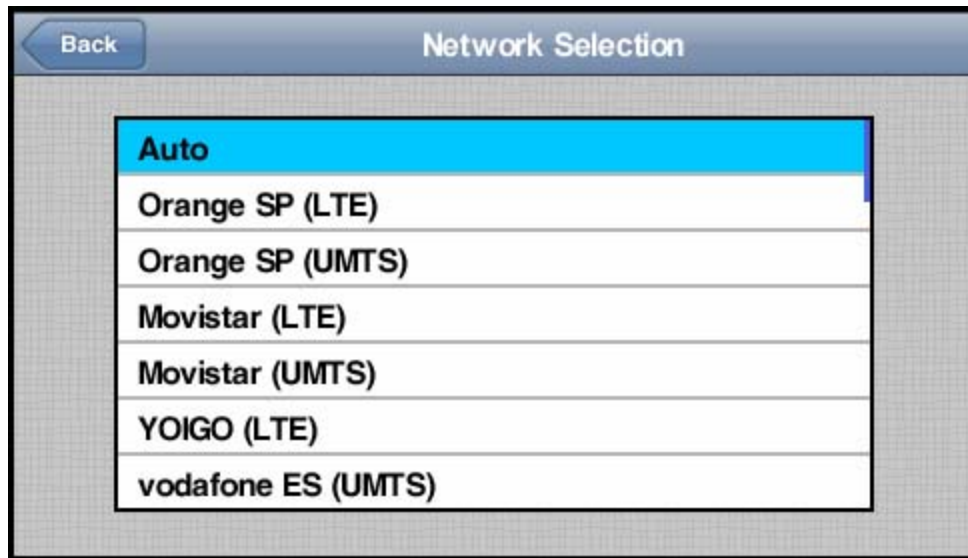 Back
Network Selection
Auto
Orange SP (LTE)
Orange SP (UMTS)
Movistar (LTE)
Movistar (UMTS)
YOIGO (LTE)
vodafone ES (UMTS)